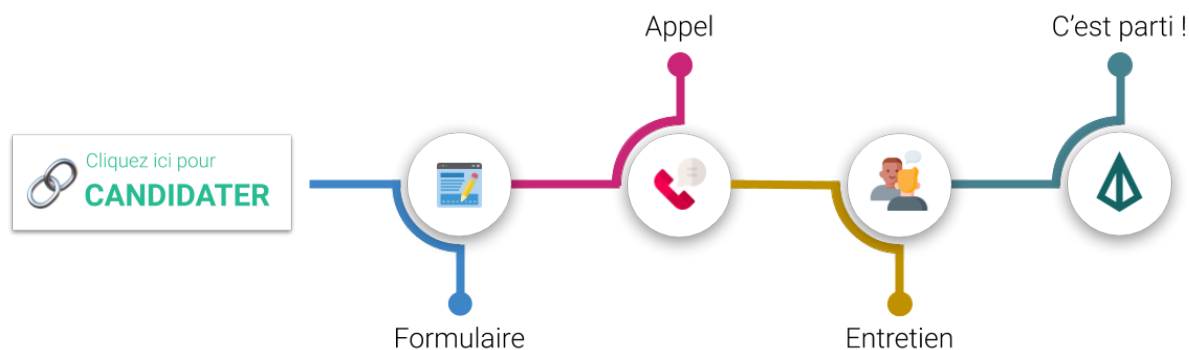 Cliquez ici pour
CANDIDATER
Formulaire
Appel
Entretien
C’est parti !